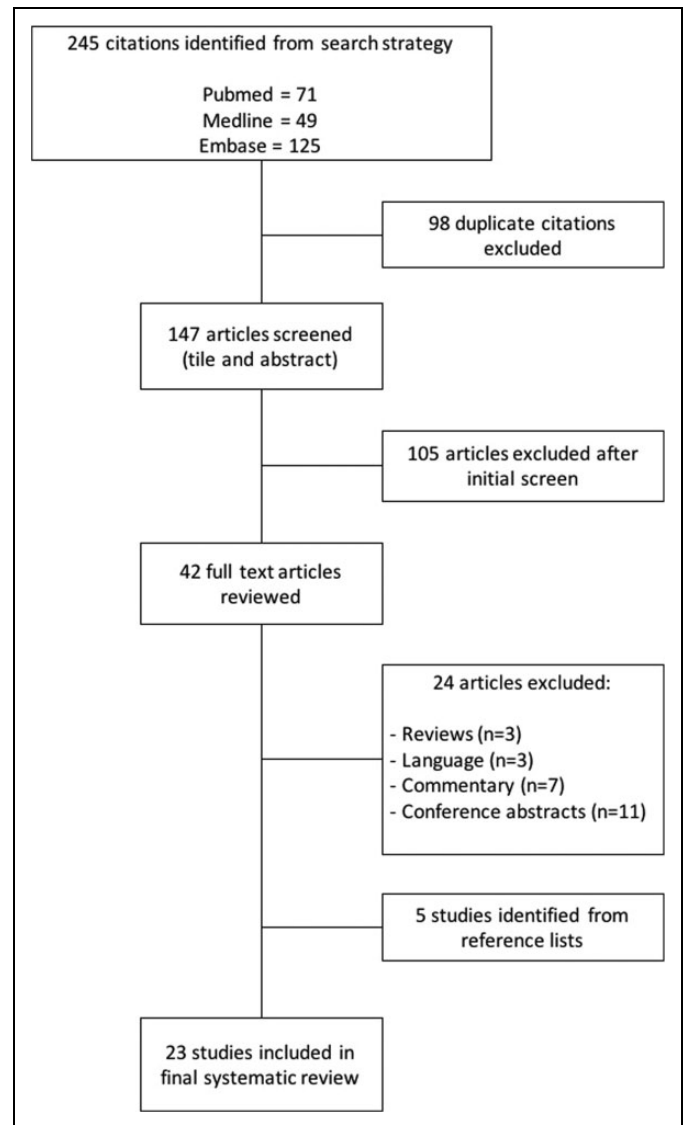 245 citations identified from search strategy
Pubmed = 71
Medline = 49
Embase = 125
98 duplicate citations
excluded
147 articles screened
(tile and abstract)
105 articles excluded after
initial screen
42 full text articles
reviewed
24 articles excluded:
- Reviews (n=3)
- Language (n=3)
- Commentary (n=7)
- Conference abstracts (n=11)
5 studies identified from
reference lists
23 studies included in
final systematic review